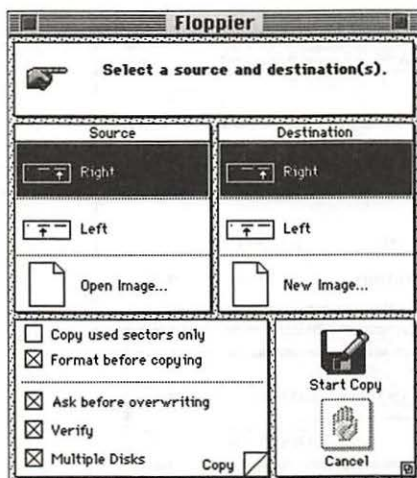 Floppier
Select a source and destination(s).
Source
Right
Left
Open Image...
Destination
Right
Left
New Image...
Copy used sectors only
Format before copying
Ask before overwriting
Verify
Multiple Disks
Copy
Start Copy
Cancel